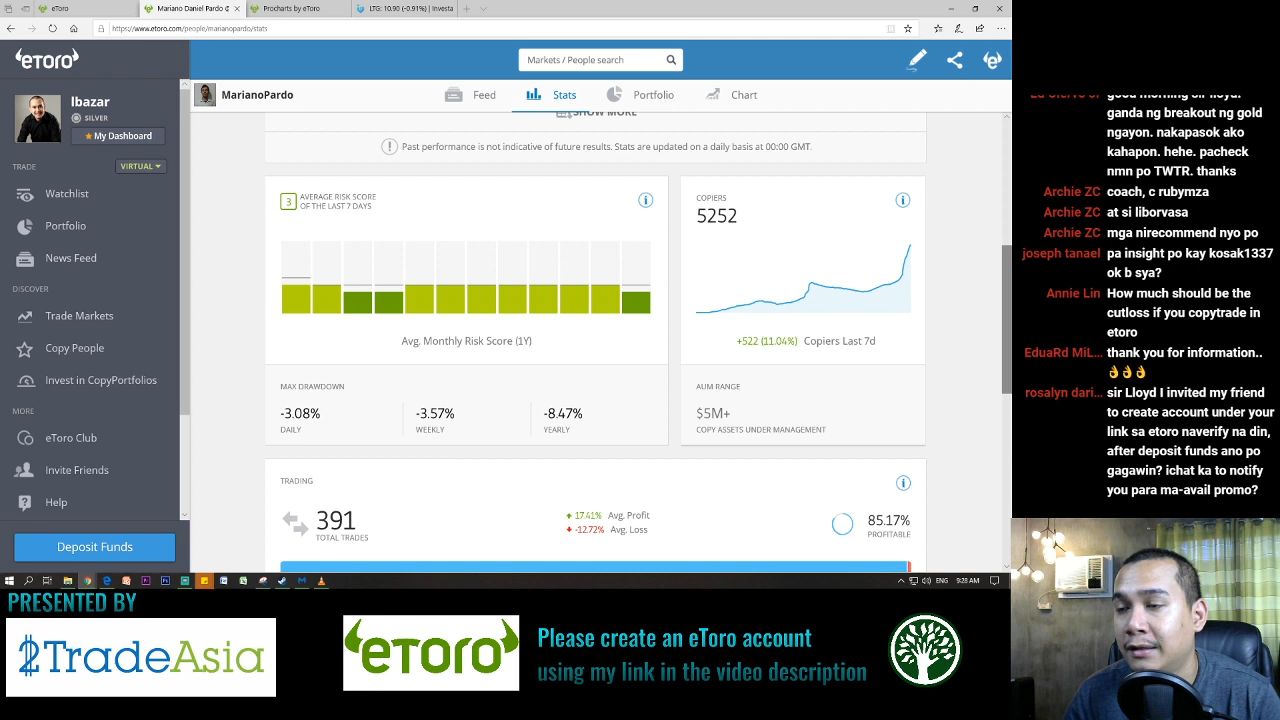 eToro
Mariano Daniel Pardo
Procharts by eToro
LTG: 10.90 (-0.91%) | Investa
https://www.etoro.com/people/marianopardo/stats
eTORO
Markets / People search
lbazar
SILVER
My Dashboard
MarianoPardo
Feed
Stats
Portfolio
Chart
TRADE
VIRTUAL
Watchlist
Portfolio
News Feed
DISCOVER
Trade Markets
Copy People
Invest in CopyPortfolios
MORE
eToro Club
Invite Friends
Help
Deposit Funds
SHOW MORE
Past performance is not indicative of future results. Stats are updated on a daily basis at 00:00 GMT.
3
AVERAGE RISK SCORE
OF THE LAST 7 DAYS
Avg. Monthly Risk Score (1Y)
MAX DRAWDOWN
-3.08%
-3.57%
-8.47%
DAILY
WEEKLY
YEARLY
COPIERS
5252
+522 (11.04%) Copiers Last 7d
AUM RANGE
$5M+
COPY ASSETS UNDER MANAGEMENT
TRADING
391
TOTAL TRADES
17.41% Avg. Profit
-12.72% Avg. Loss
85.17%
PROFITABLE
ENG 9:28 AM
good morning sir lloyd.
ganda ng breakout ng gold
ngayon. nakapasok ako
kahapon. hehe. pacheck
nmn po TWTR. thanks
Archie ZC coach, c rubymza
Archie ZC at si liborvasa
Archie ZC mga nirecommend nyo po
joseph tanael pa insight po kay kosak1337
ok b sya?
Annie Lin How much should be the
cutloss if you copytrade in
etoro
EduaRd MiL... thank you for information..
👌👌👌
rosalyn dari... sir Lloyd I invited my friend
to create account under your
link sa etoro naverify na din,
after deposit funds ano po
gagawin? ichat ka to notify
you para ma-avail promo?
PRESENTED BY
2TradeAsia
eTORO
Please create an eToro account
using my link in the video description